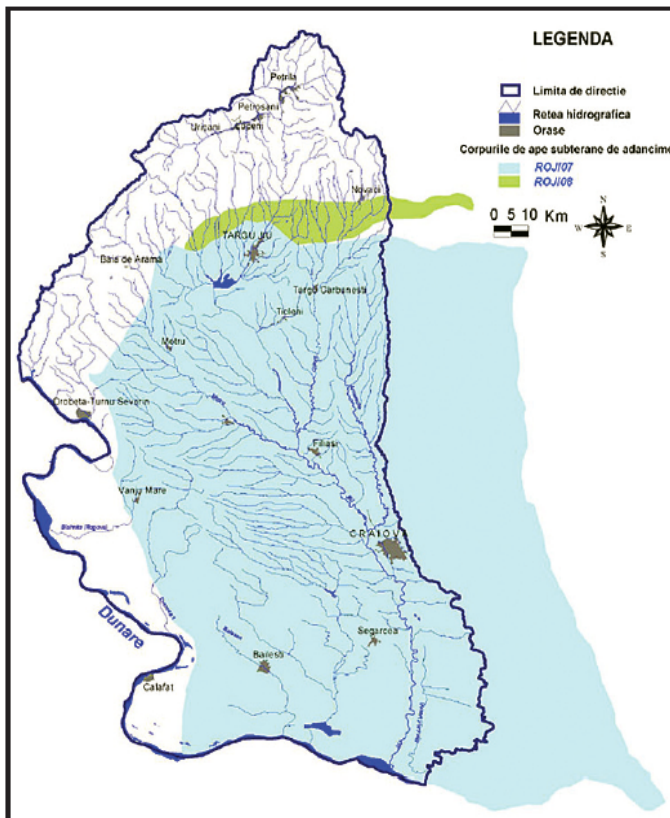 LEGENDA
Limita de directie
Retea hidrografica
Orase
Corpurile de ape subterane de adancime
ROJI07
ROJI08
0 5 10 Km
N
W
E
S
Petrila
Petrosani
Uricani
Lupeni
Novaci
TARGU JIU
Baia de Arama
Targu Carbunesti
Ticleni
Motru
Drobeta-Turnu Severin
Filiasi
Vanju Mare
CRAIOV
Dunare
Segarcea
Bailesti
Calafat